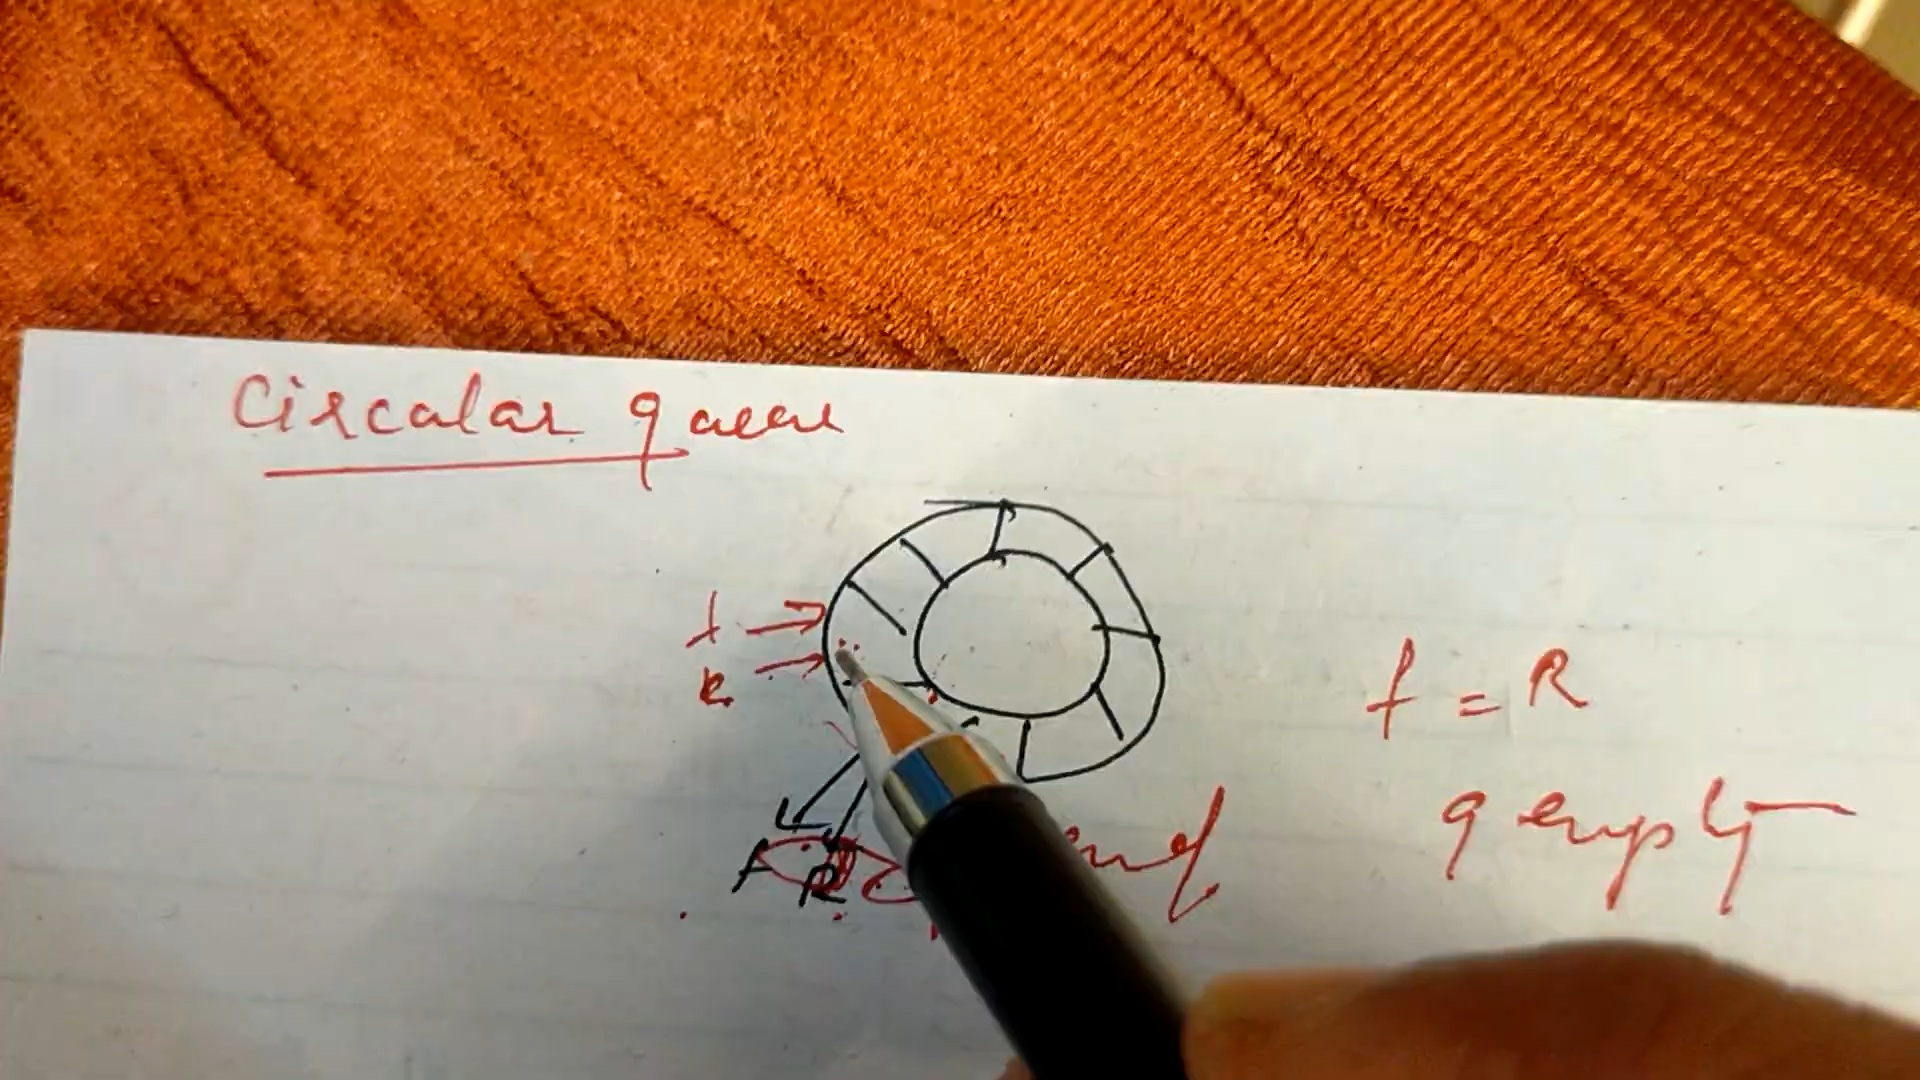 Circular queue
f
R
f = R
q empty
F R